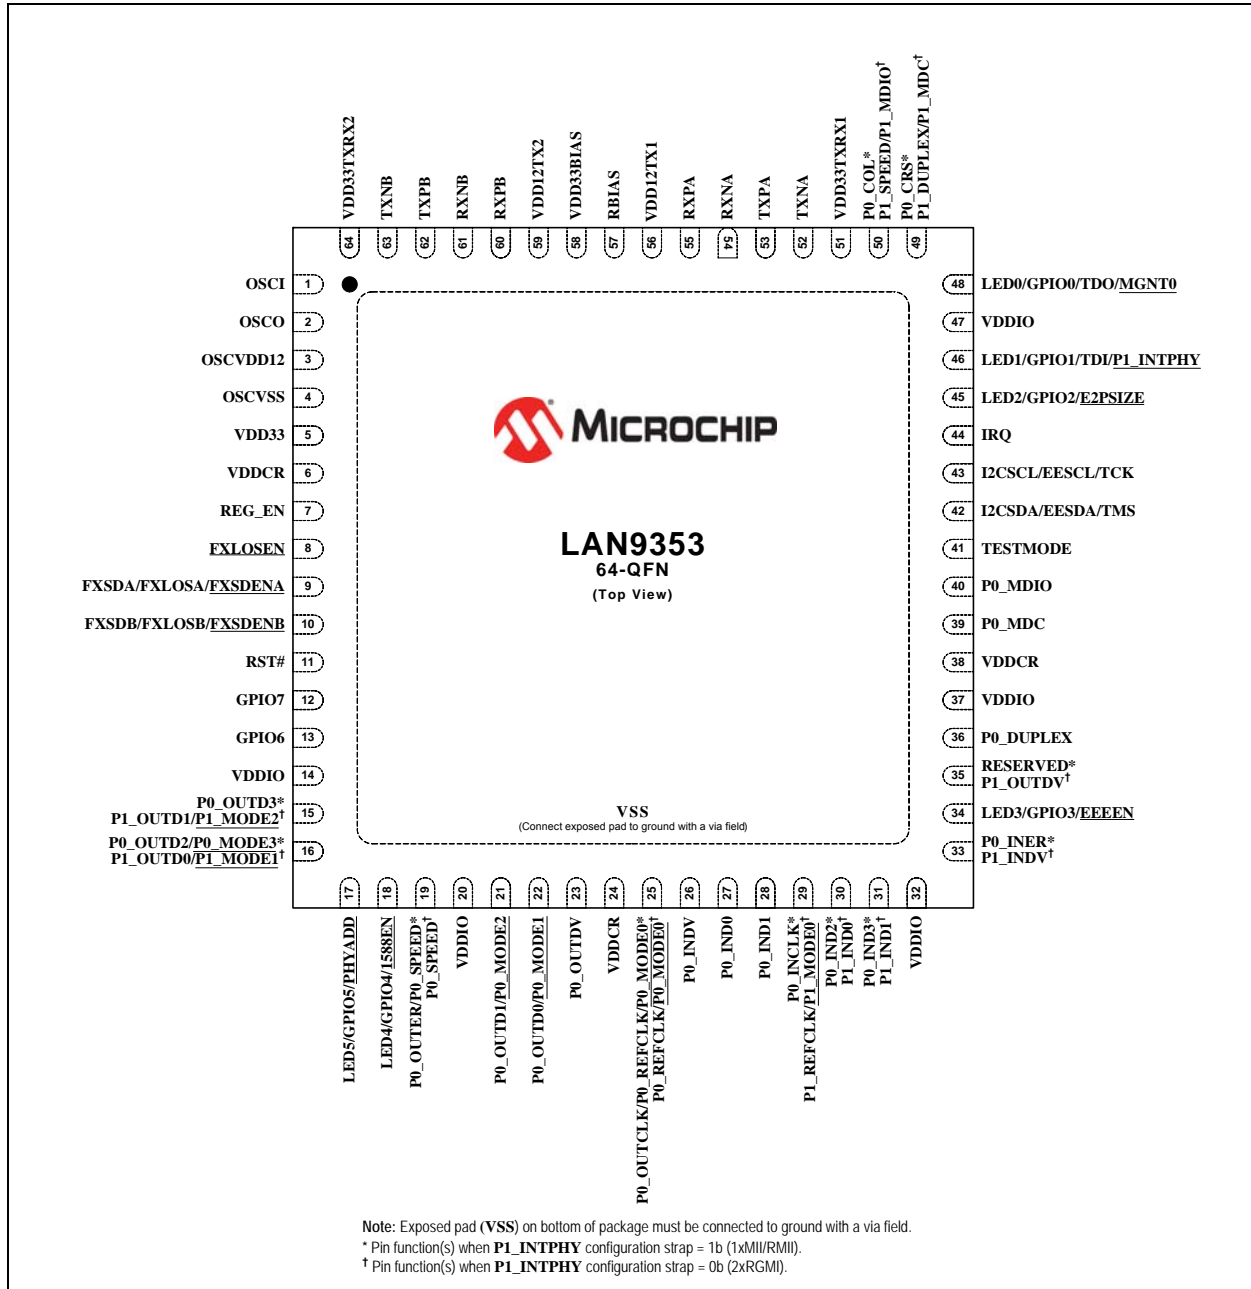 VDD33TXRX2
TXNB
TXPB
RXNB
RXPB
VDD12TX2
VDD33BIAS
RBIAS
VDD12TX1
RXPA
RXNA
TXPA
TXNA
VDD33TXRX1
P0_COL*
P1_SPEED/P1_MDIO†
P0_CRS*
P1_DUPLEX/P1_MDC†
64
63
62
61
60
59
58
57
56
55
54
53
52
51
50
49
OSCI 1
OSCO 2
OSCVDD12 3
OSCVSS 4
VDD33 5
VDDCR 6
REG_EN 7
FXLOSEN 8
FXSDA/FXLOSA/FXSDENA 9
FXSDB/FXLOSB/FXSDENB 10
RST# 11
GPIO7 12
GPIO6 13
VDDIO 14
P0_OUTD3*
P1_OUTD1/P1_MODE2†
15
P0_OUTD2/P0_MODE3*
P1_OUTD0/P1_MODE1†
16
MICROCHIP
®
LAN9353
64-QFN
(Top View)
VSS
(Connect exposed pad to ground with a via field)
48 LED0/GPIO0/TDO/MGNT0
47 VDDIO
46 LED1/GPIO1/TDI/P1_INTPHY
45 LED2/GPIO2/E2PSIZE
44 IRQ
43 I2CSCL/EESCL/TCK
42 I2CSDA/EESDA/TMS
41 TESTMODE
40 P0_MDIO
39 P0_MDC
38 VDDCR
37 VDDIO
36 P0_DUPLEX
35
RESERVED*
P1_OUTDV†
34 LED3/GPIO3/EEEEN
33
P0_INER*
P1_INDV†
17
18
19
20
21
22
23
24
25
26
27
28
29
30
31
32
LED5/GPIO5/PHYADD
LED4/GPIO4/1588EN
P0_OUTER/P0_SPEED*
P0_SPEED†
VDDIO
P0_OUTD1/P0_MODE2
P0_OUTD0/P0_MODE1
P0_OUTDV
VDDCR
P0_OUTCLK/P0_REFCLK/P0_MODE0*
P0_REFCLK/P0_MODE0†
P0_INDV
P0_IND0
P0_IND1
P0_INCLK*
P1_REFCLK/P1_MODE0†
P0_IND2*
P1_IND0†
P0_IND3*
P1_IND1†
VDDIO
Note: Exposed pad (VSS) on bottom of package must be connected to ground with a via field.
* Pin function(s) when P1_INTPHY configuration strap = 1b (1xMII/RMII).
† Pin function(s) when P1_INTPHY configuration strap = 0b (2xRGMI).